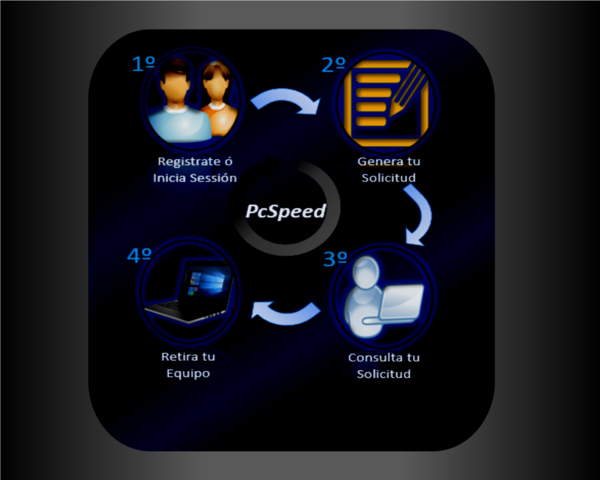 1º
Registrate ó
Inicia Sessión
2º
Genera tu
Solicitud
PcSpeed
3º
Consulta tu
Solicitud
4º
Retira tu
Equipo